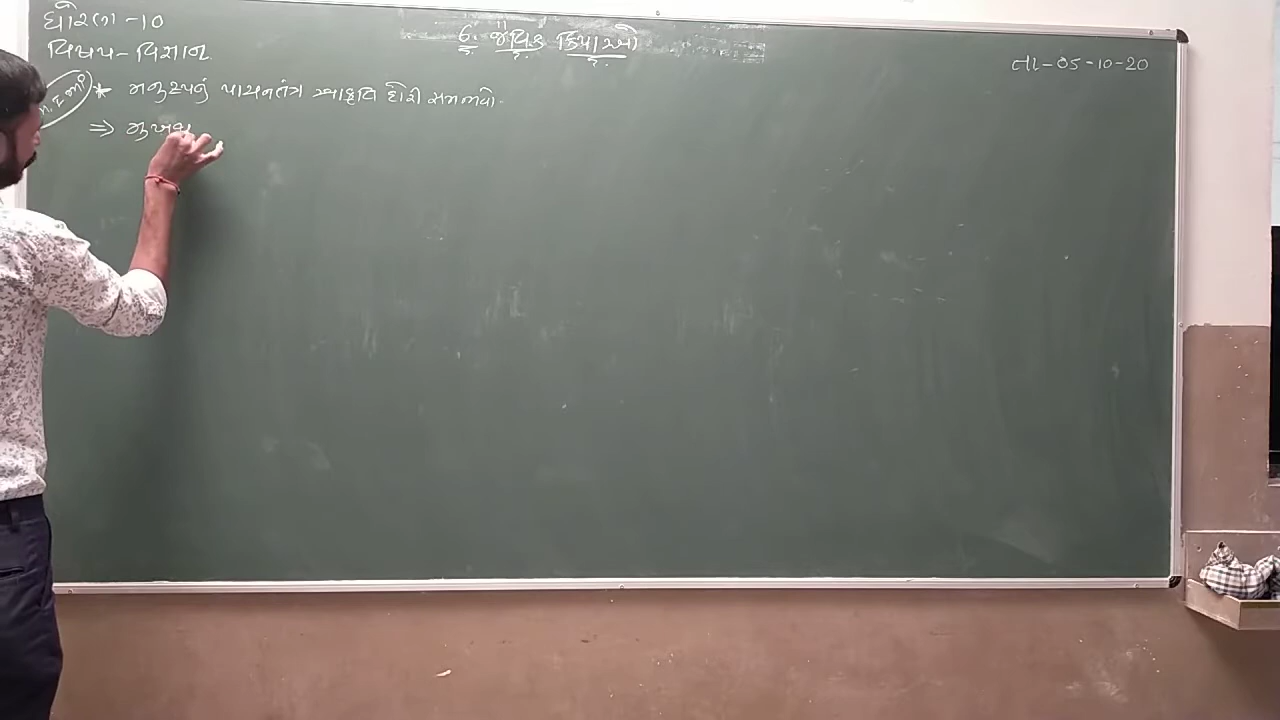 ધોરણ - 10
વિષય - વિજ્ઞાન
6. જૈવિક ક્રિયાઓ
તા - 05-10-20
* મનુષ્યનું પાચનતંત્ર આકૃતિ દોરી સમજાવો.
⇒